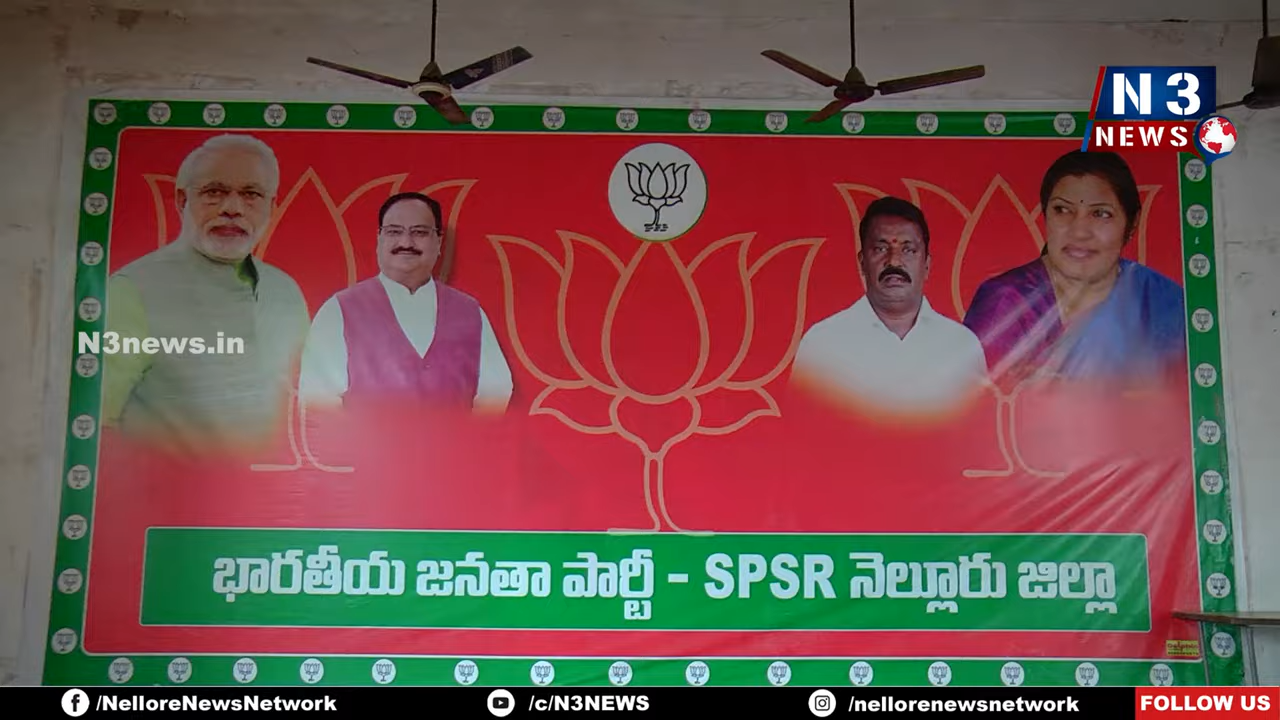 N3
NEWS
N3news.in
భారతీయ జనతా పార్టీ - SPSR నెల్లూరు జిల్లా
/NelloreNewsNetwork
/c/N3NEWS
/nellorenewsnetwork
FOLLOW US